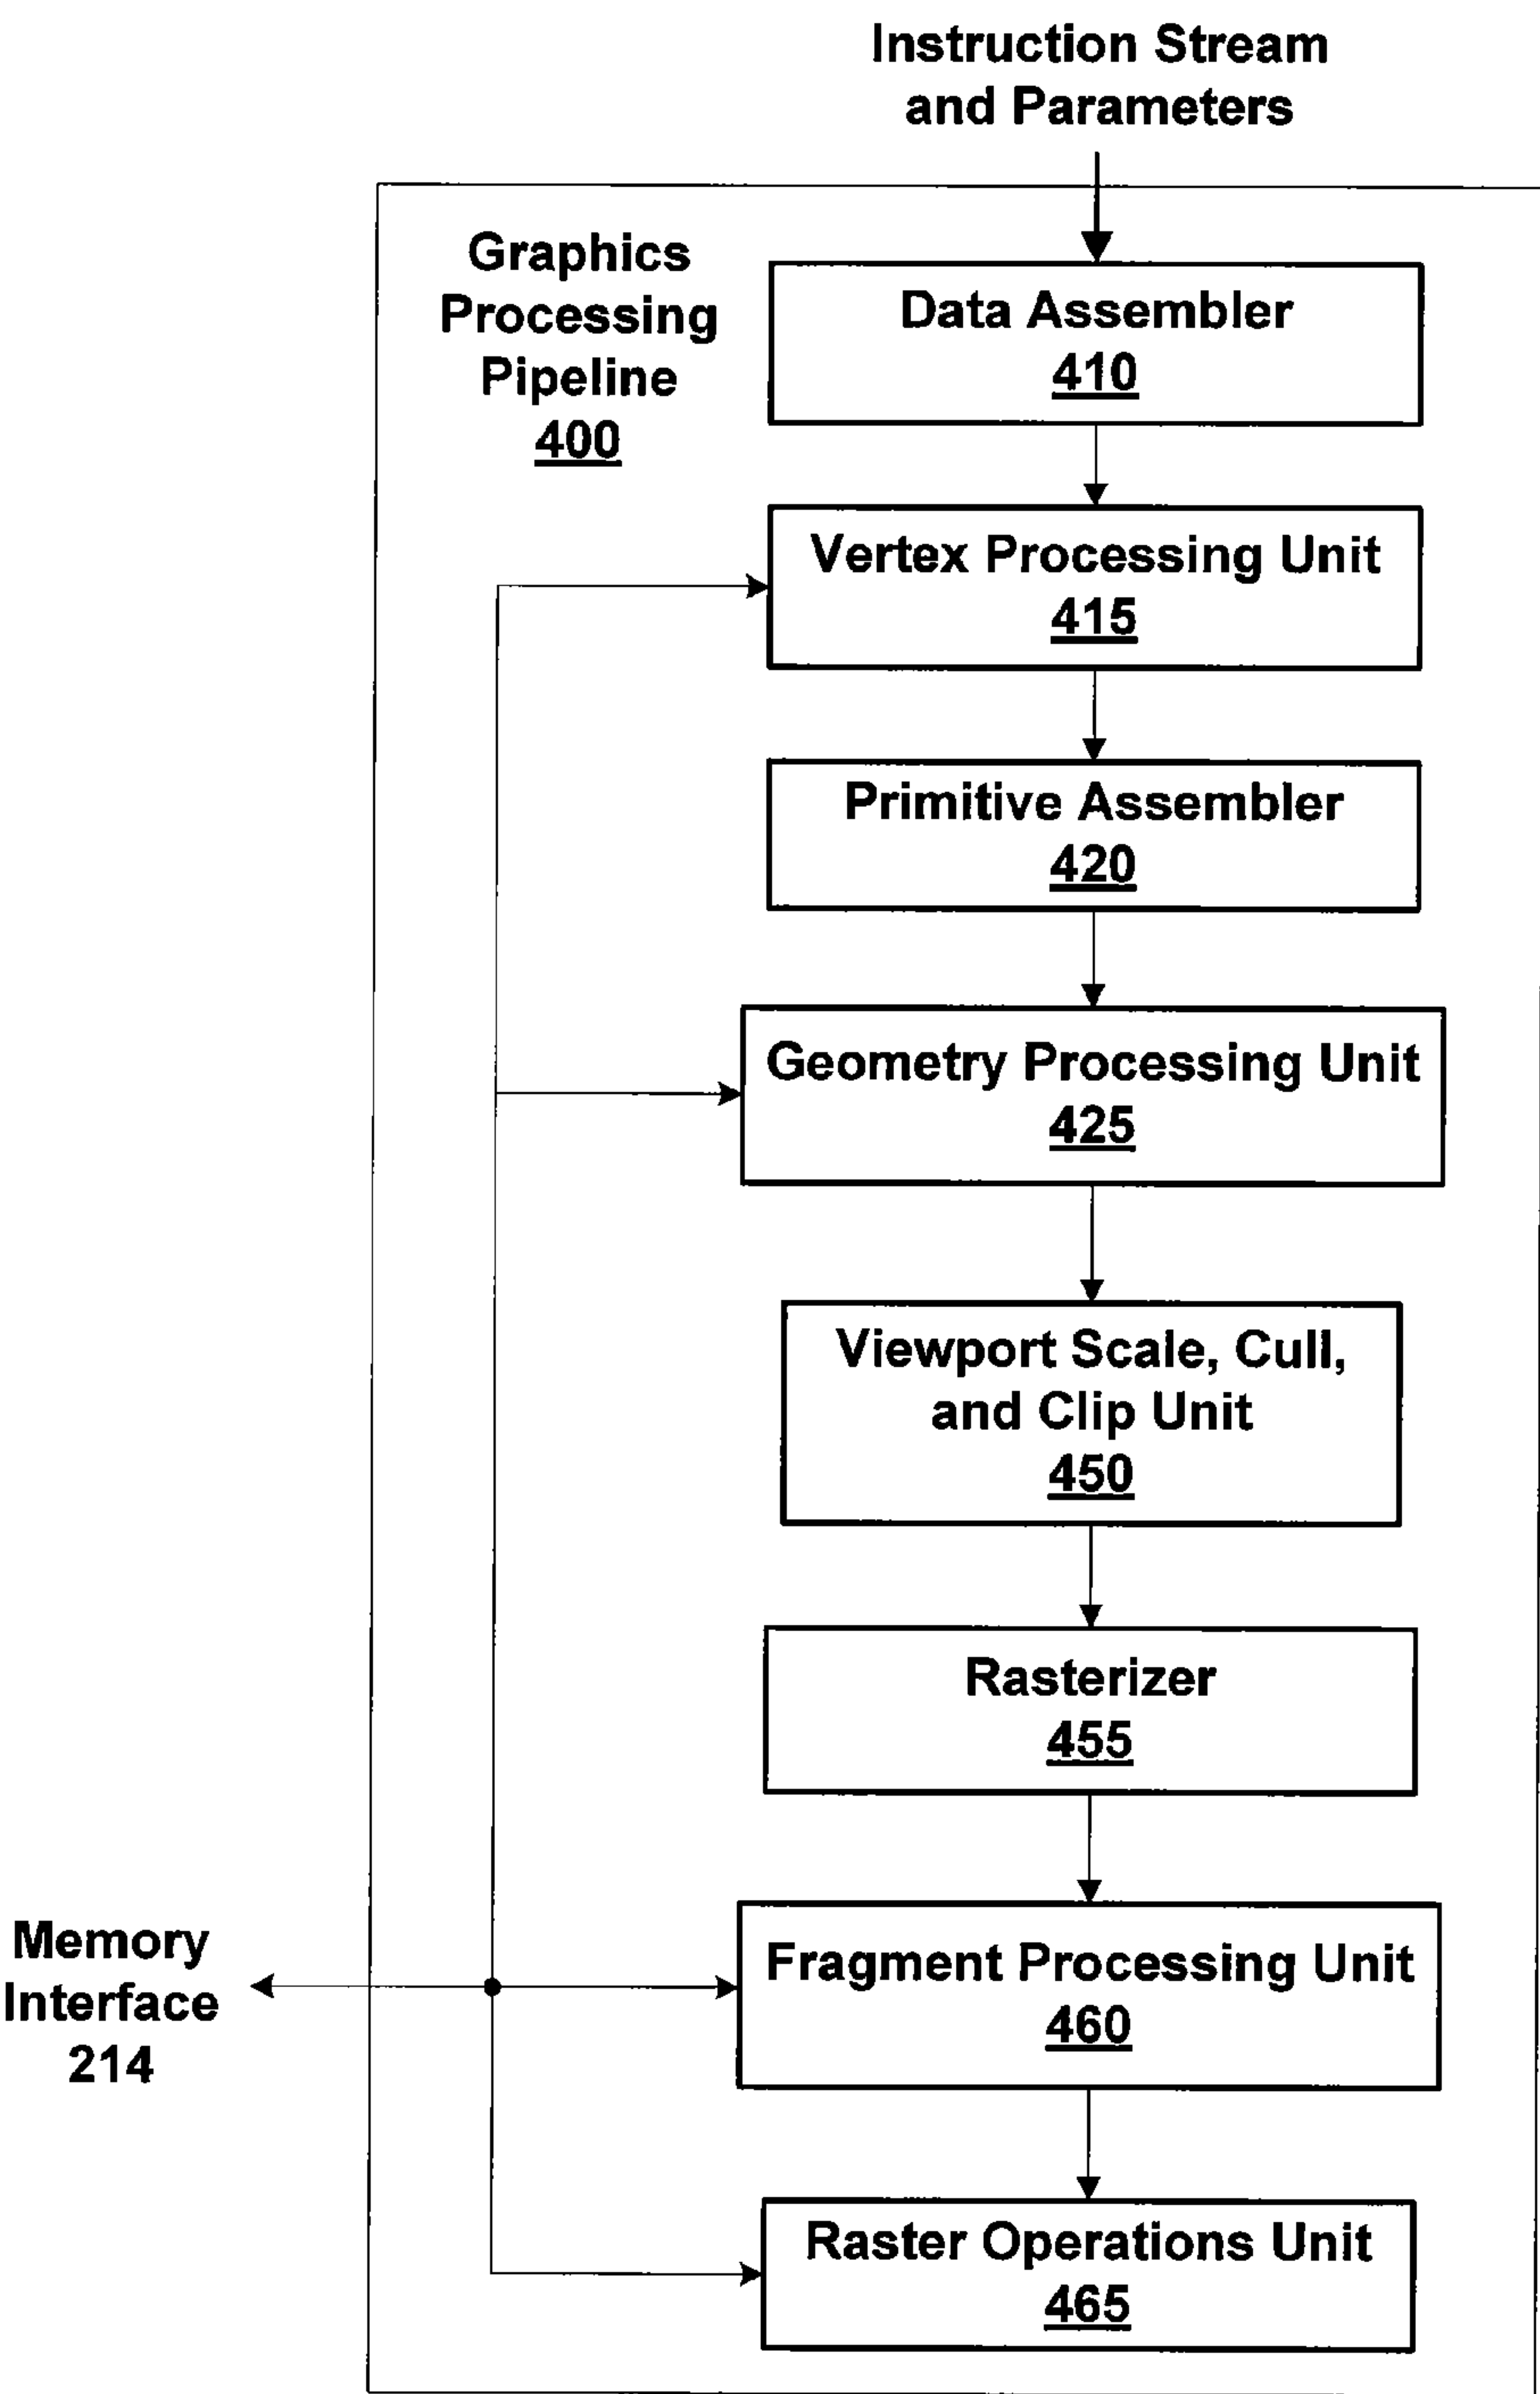 Instruction Stream
and Parameters
Graphics
Processing
Pipeline
400
Data Assembler
410
Vertex Processing Unit
415
Primitive Assembler
420
Geometry Processing Unit
425
Viewport Scale, Cull,
and Clip Unit
450
Rasterizer
455
Memory
Interface
214
Fragment Processing Unit
460
Raster Operations Unit
465